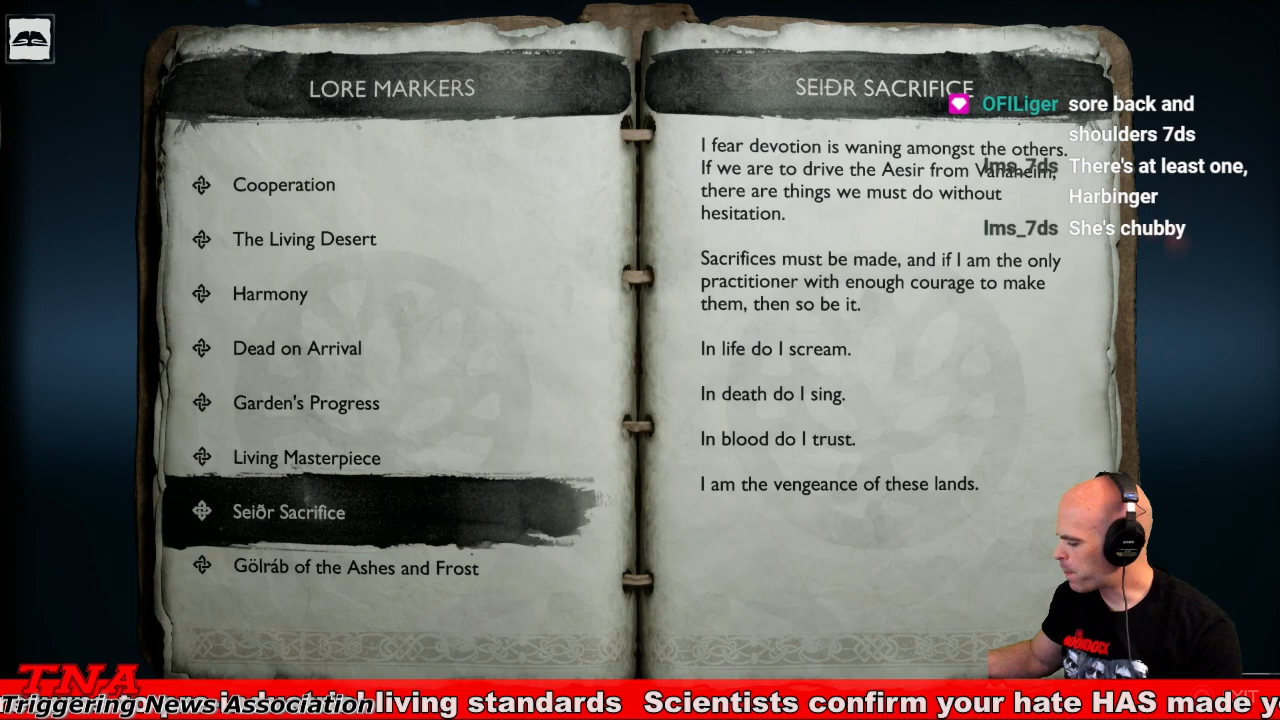 LORE MARKERS
Cooperation
The Living Desert
Harmony
Dead on Arrival
Garden's Progress
Living Masterpiece
Seiðr Sacrifice
Gölráb of the Ashes and Frost
SEIÐR SACRIFICE
I fear devotion is waning amongst the others.
If we are to drive the Aesir from Vanaheim,
there are things we must do without
hesitation.
Sacrifices must be made, and if I am the only
practitioner with enough courage to make
them, then so be it.
In life do I scream.
In death do I sing.
In blood do I trust.
I am the vengeance of these lands.
OFILiger sore back and
shoulders 7ds
lms_7ds There's at least one,
Harbinger
lms_7ds She's chubby
TNA
Triggering News Association
living standards Scientists confirm your hate HAS made